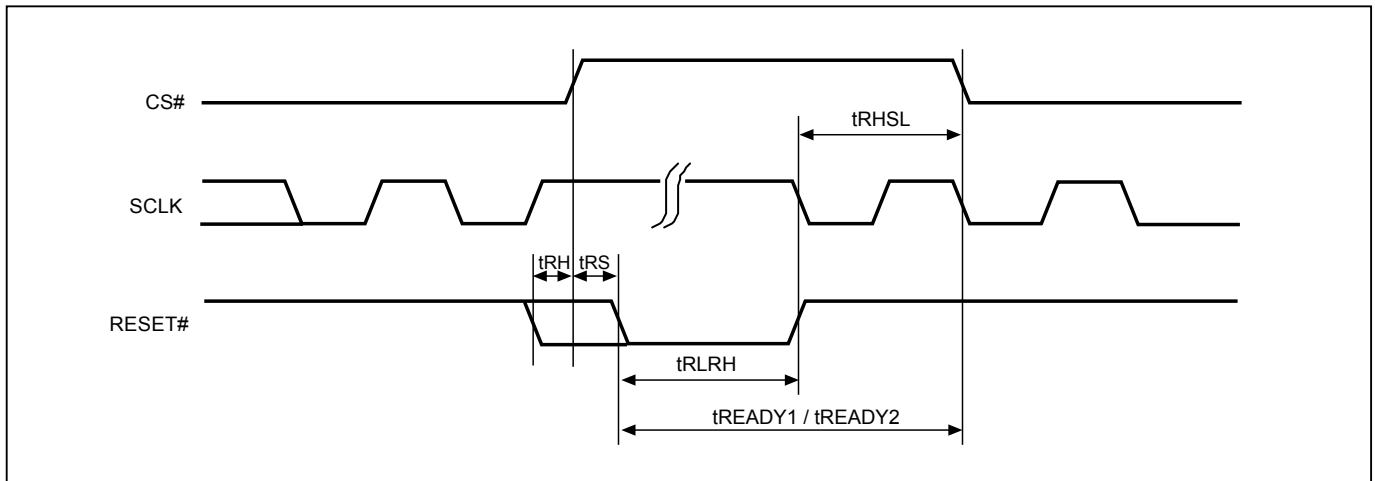 CS#
tRHSL
SCLK
tRH tRS
RESET#
tRLRH
tREADY1 / tREADY2